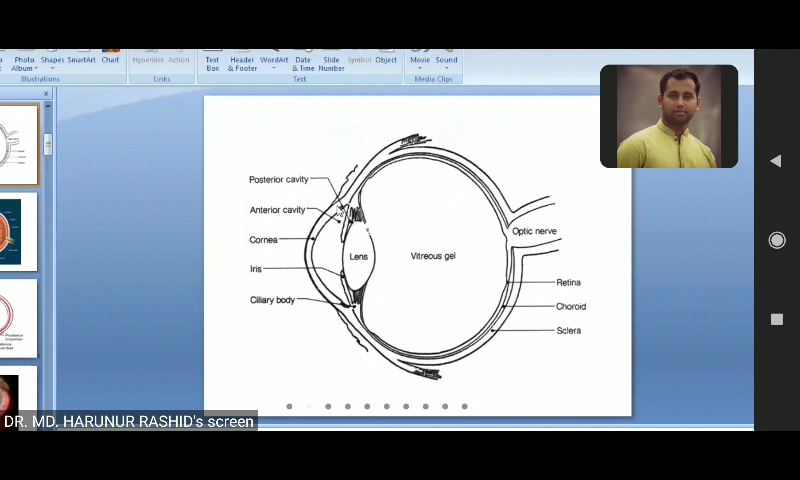 Photo
Album
Shapes
SmartArt
Chart
Hyperlink
Action
Text
Box
Header
& Footer
WordArt
Date
& Time
Slide
Number
Symbol
Object
Movie
Sound
Illustrations
Links
Text
Media Clips
Posterior cavity
Anterior cavity
Cornea
Iris
Ciliary body
Lens
Vitreous gel
Optic nerve
Retina
Choroid
Sclera
Posterior
chamber
DR. MD. HARUNUR RASHID's screen